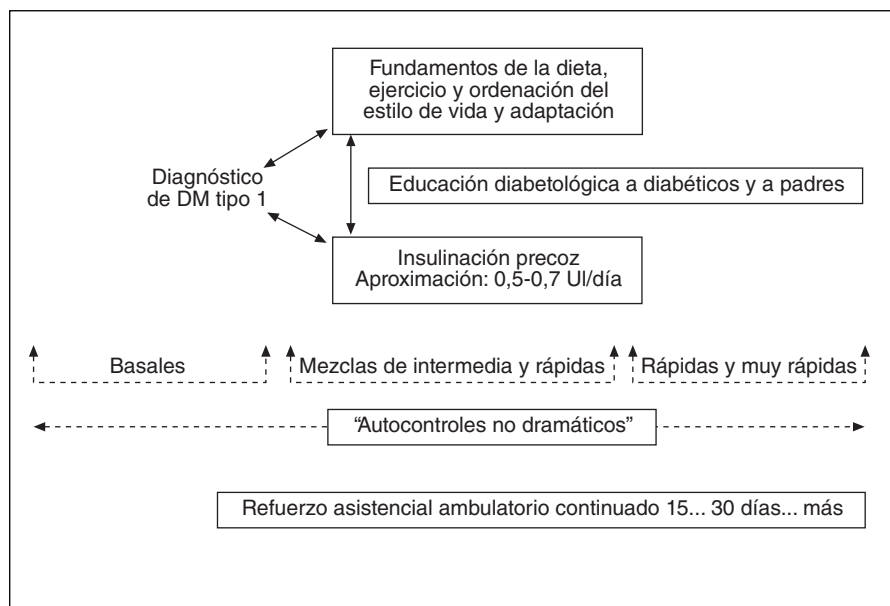 Fundamentos de la dieta,
ejercicio y ordenación del
estilo de vida y adaptación
Diagnóstico
de DM tipo 1
Educación diabetológica a diabéticos y a padres
Insulinación precoz
Aproximación: 0,5-0,7 UI/día
Basales
Mezclas de intermedia y rápidas
Rápidas y muy rápidas
“Autocontroles no dramáticos”
Refuerzo asistencial ambulatorio continuado 15... 30 días... más